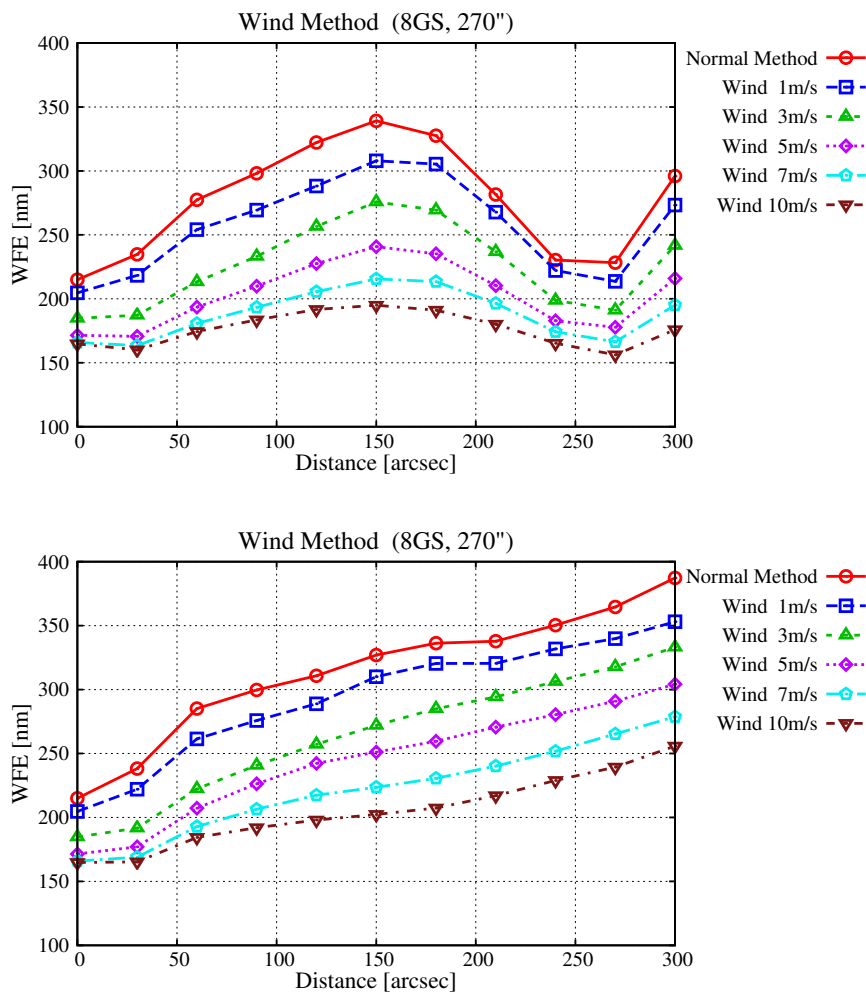 Wind Method (8GS, 270")
400
350
300
250
200
150
100
WFE [nm]
0 50 100 150 200 250 300
Distance [arcsec]
Normal Method
Wind 1m/s
Wind 3m/s
Wind 5m/s
Wind 7m/s
Wind 10m/s
Wind Method (8GS, 270")
400
350
300
250
200
150
100
WFE [nm]
0 50 100 150 200 250 300
Distance [arcsec]
Normal Method
Wind 1m/s
Wind 3m/s
Wind 5m/s
Wind 7m/s
Wind 10m/s